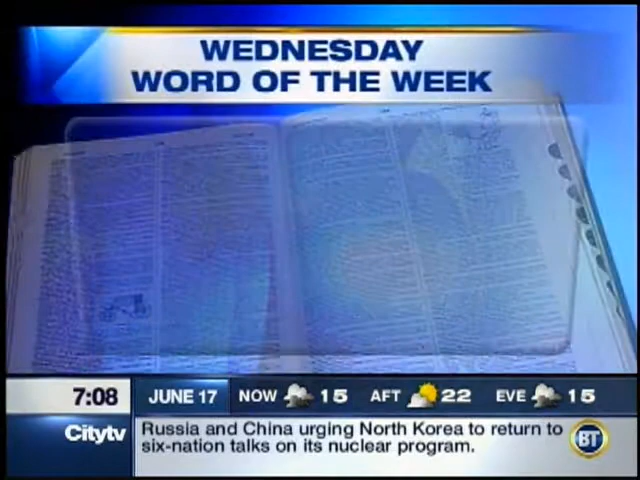 WEDNESDAY
WORD OF THE WEEK
7:08
JUNE 17
NOW 15 AFT 22 EVE 15
Citytv
Russia and China urging North Korea to return to
six-nation talks on its nuclear program.
BT